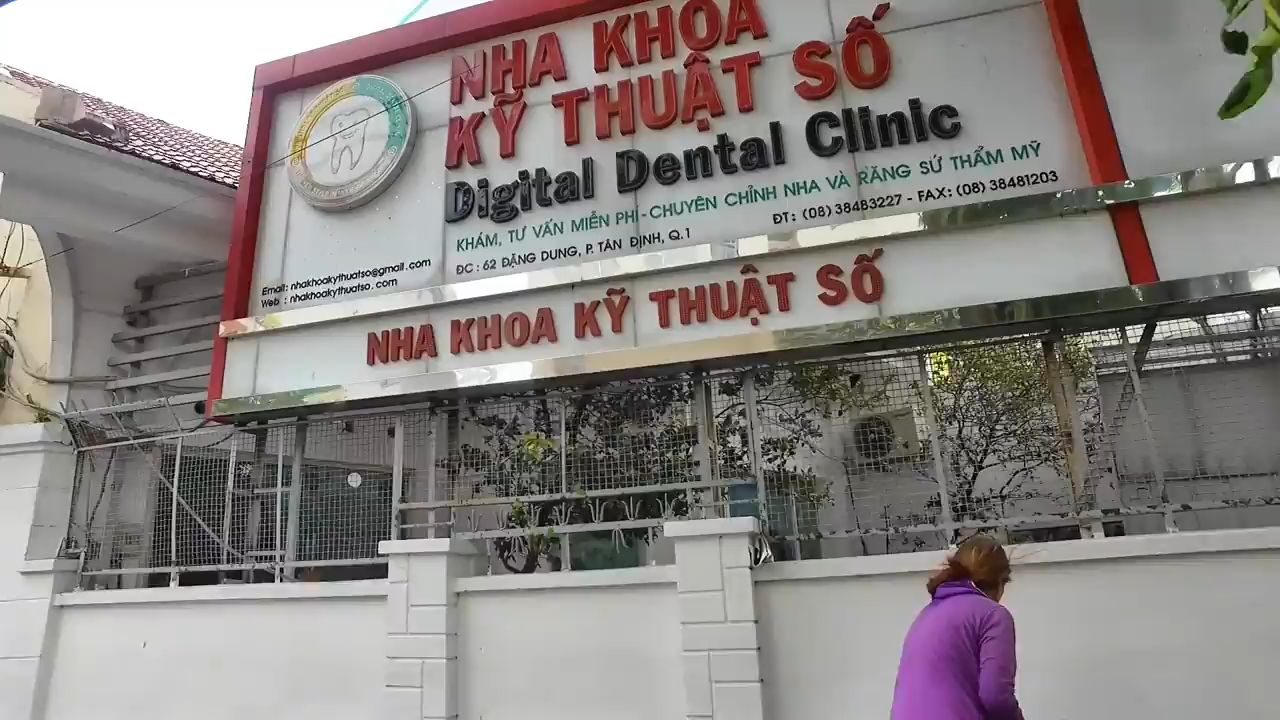 NHA KHOA
KỸ THUẬT SỐ
Digital Dental Clinic
KHÁM, TƯ VẤN MIỄN PHÍ - CHUYÊN CHỈNH NHA VÀ RĂNG SỨ THẨM MỸ
ĐC : 62 ĐẶNG DUNG, P. TÂN ĐỊNH, Q.1 ĐT: (08) 38483227 - FAX: (08) 38481203
Email: nhakhoakythuatso@gmail.com
Web : nhakhoakythuatso.com
NHA KHOA KỸ THUẬT SỐ